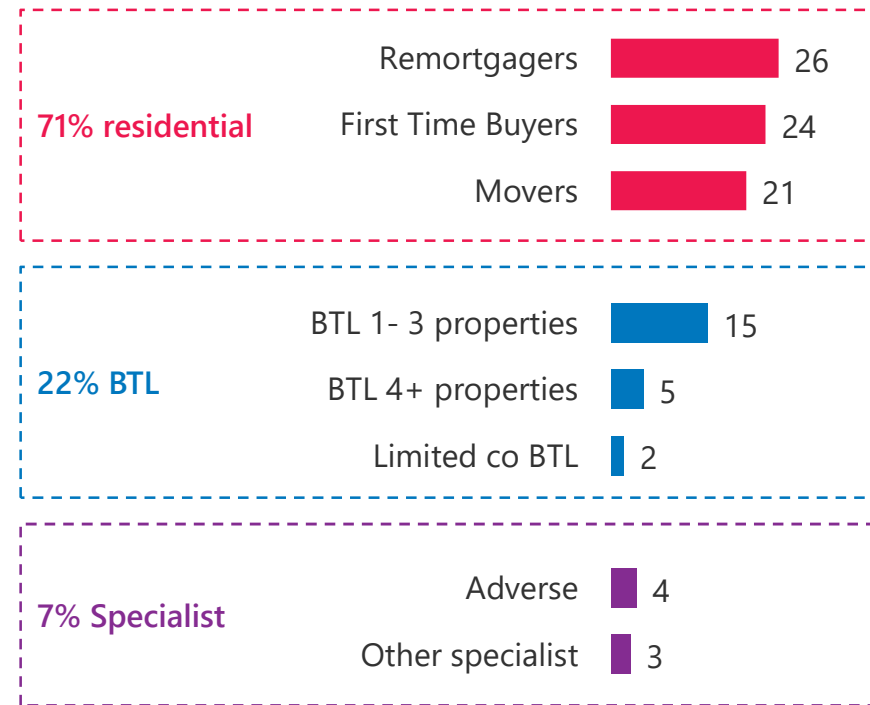 Remortgagers 26
71% residential First Time Buyers 24
Movers 21
BTL 1- 3 properties 15
22% BTL BTL 4+ properties 5
Limited co BTL 2
Adverse 4
7% Specialist
Other specialist 3